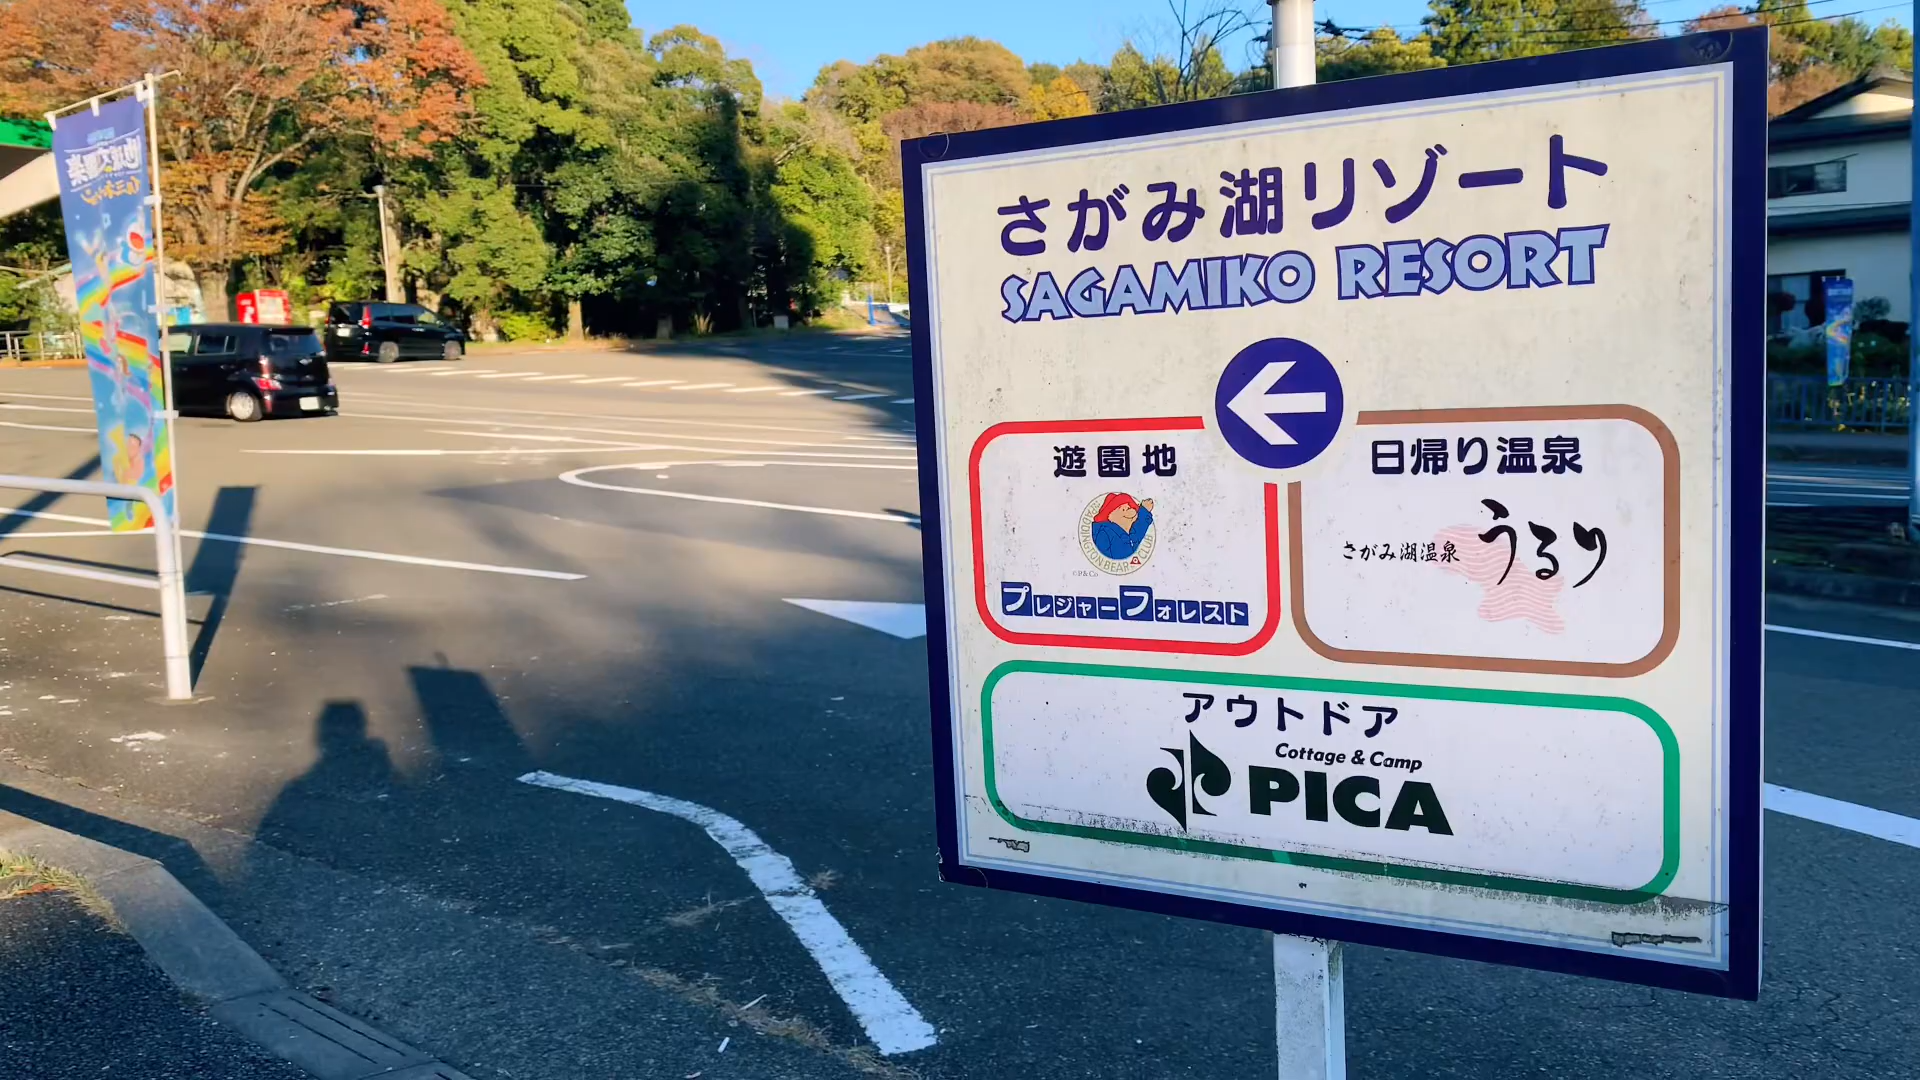 さがみ湖リゾート
SAGAMIKO RESORT
遊園地
PADDINGTON BEAR CLUB
©P&Co
プレジャーフォレスト
日帰り温泉
さがみ湖温泉 うるり
アウトドア
Cottage & Camp
PICA